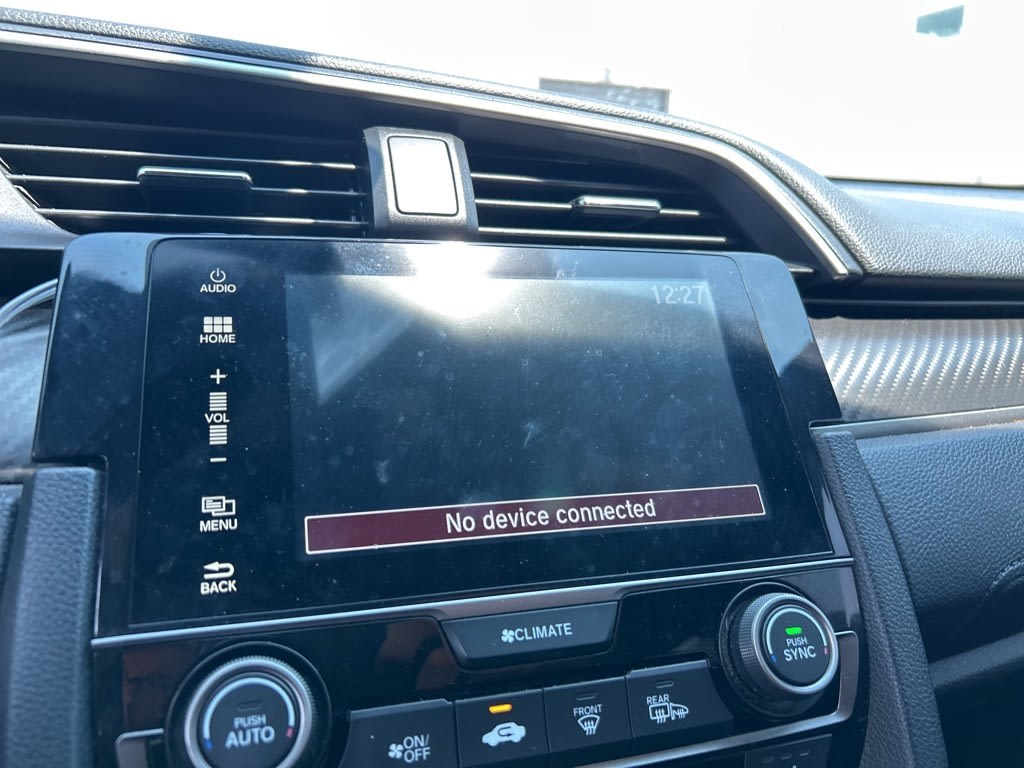 AUDIO
12:27
HOME
+
VOL
−
No device connected
MENU
BACK
CLIMATE
PUSH
SYNC
PUSH
AUTO
ON/
OFF
FRONT
REAR